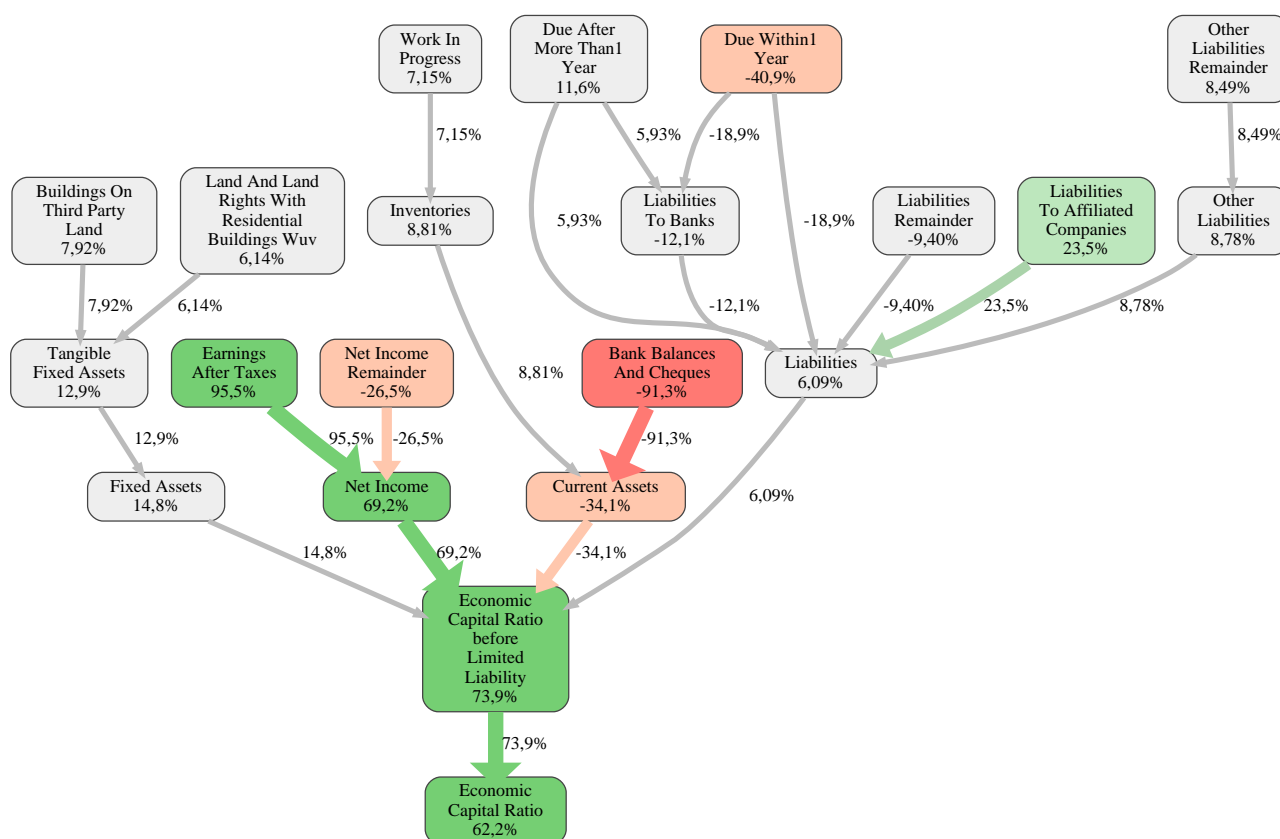 Work In
Progress
7,15%
Due After
More Than1
Year
11,6%
Due Within1
Year
-40,9%
Other
Liabilities
Remainder
8,49%
7,15%
5,93%
-18,9%
8,49%
Buildings On
Third Party
Land
7,92%
Land And Land
Rights With
Residential
Buildings Wuv
6,14%
Inventories
8,81%
5,93%
Liabilities
To Banks
-12,1%
-18,9%
Liabilities
Remainder
-9,40%
Liabilities
To Affiliated
Companies
23,5%
Other
Liabilities
8,78%
7,92%
6,14%
-12,1%
-9,40%
23,5%
8,78%
Tangible
Fixed Assets
12,9%
Earnings
After Taxes
95,5%
Net Income
Remainder
-26,5%
8,81%
Bank Balances
And Cheques
-91,3%
Liabilities
6,09%
12,9%
95,5%
-26,5%
-91,3%
Fixed Assets
14,8%
Net Income
69,2%
Current Assets
-34,1%
6,09%
14,8%
69,2%
-34,1%
Economic
Capital Ratio
before
Limited
Liability
73,9%
73,9%
Economic
Capital Ratio
62,2%